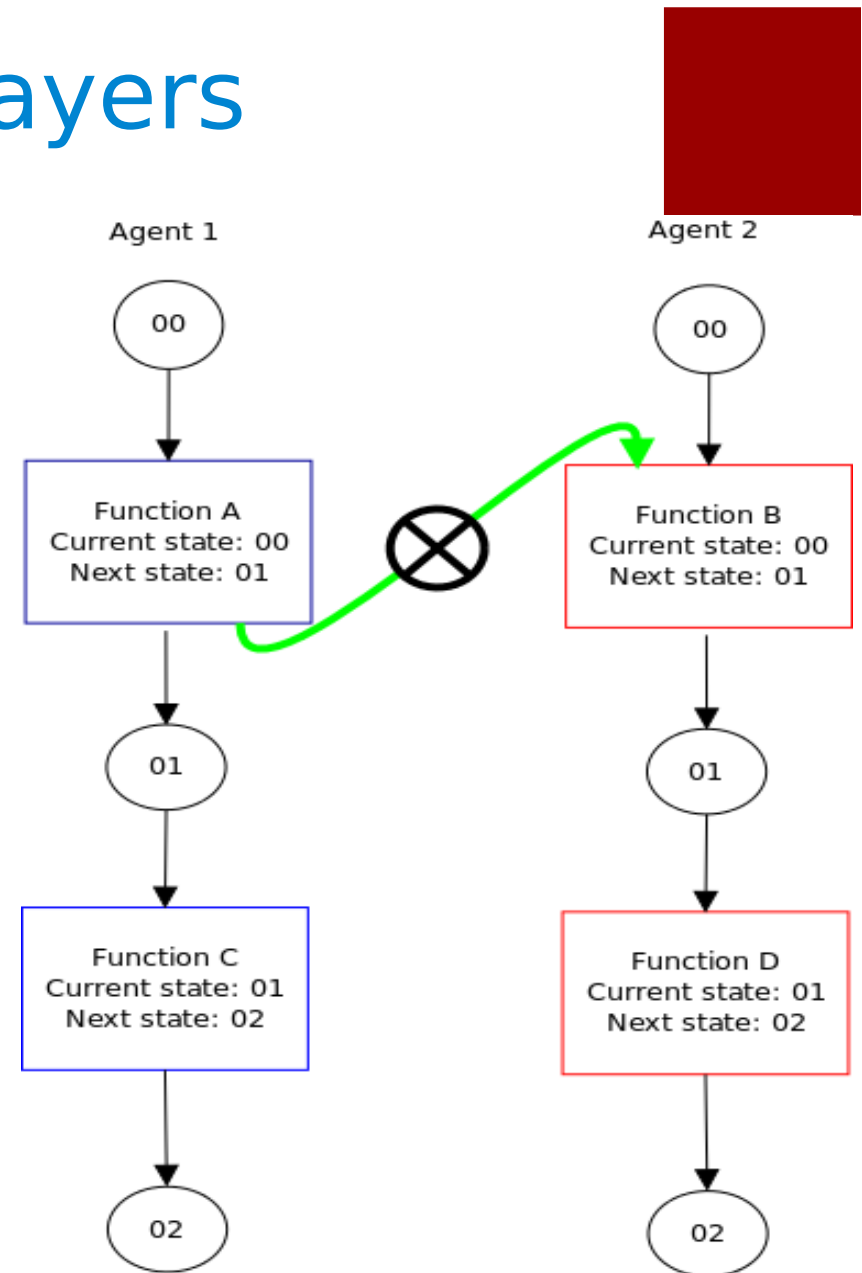 ayers
Agent 1
Agent 2
00
00
Function A
Current state: 00
Next state: 01
Function B
Current state: 00
Next state: 01
01
01
Function C
Current state: 01
Next state: 02
Function D
Current state: 01
Next state: 02
02
02